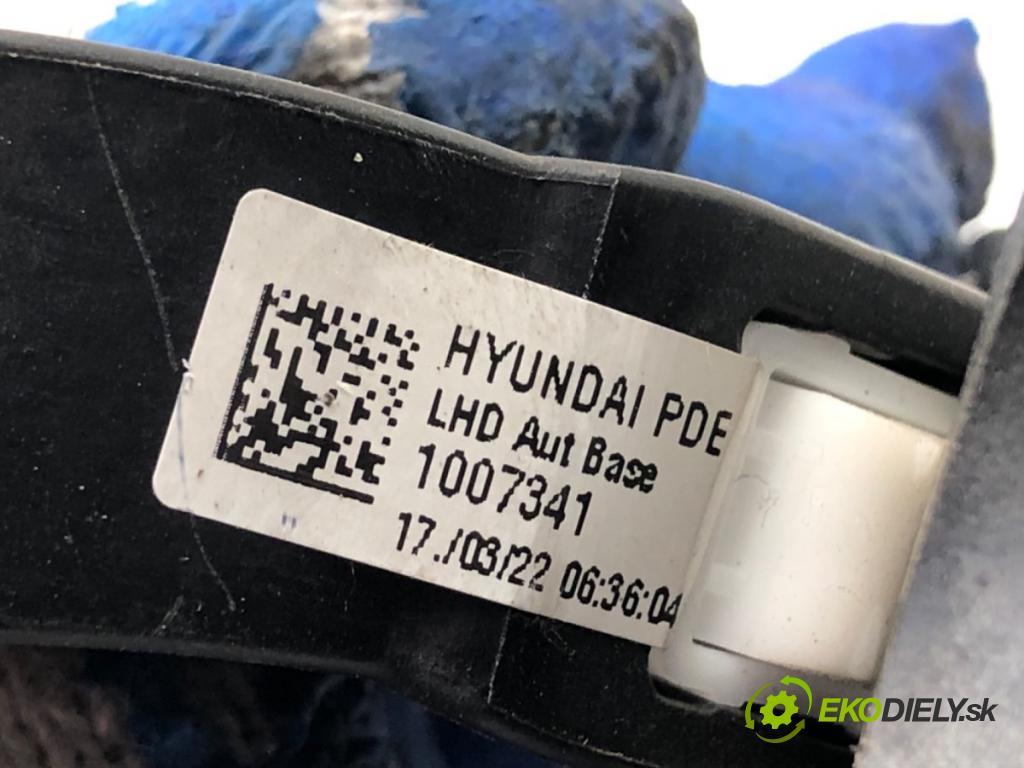 HYUNDAI PDE
LHD Aut Base
1007341
17./03/22 06:36:04
EKODIELY.sk